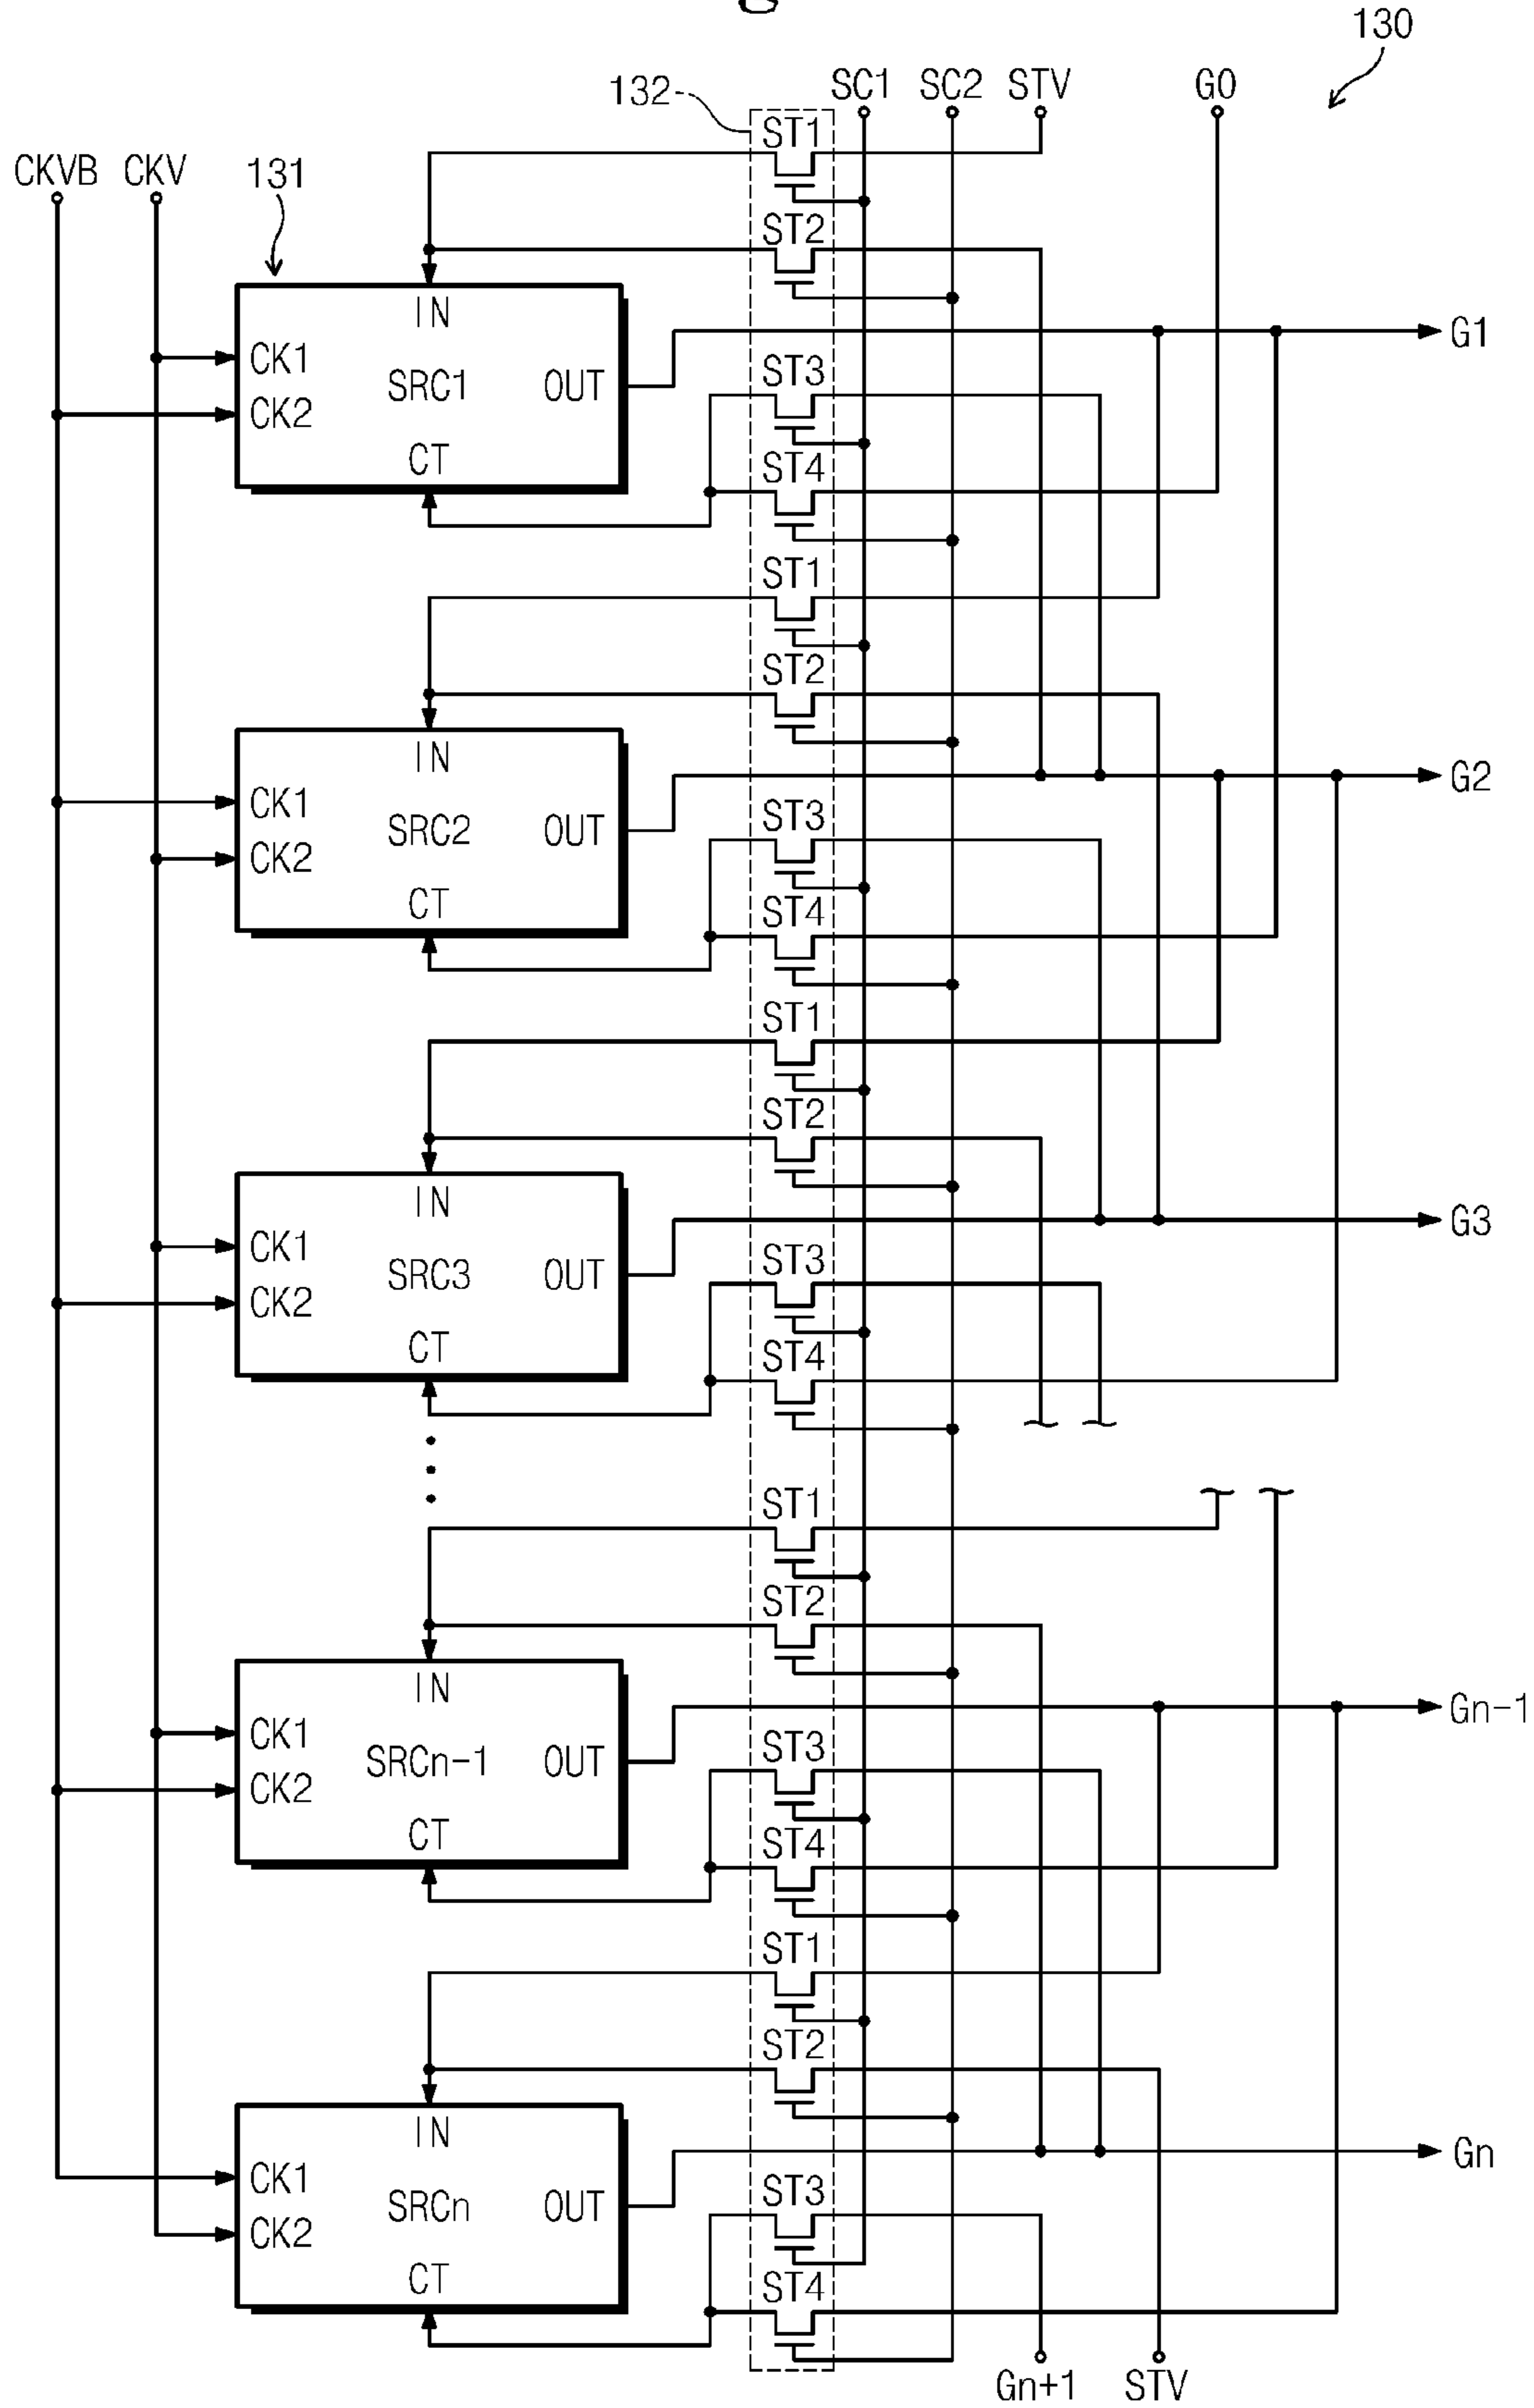 g
130
132
SC1 SC2 STV G0
CKVB CKV 131
ST1
ST2
IN
CK1 SRC1 OUT
CK2
CT
G1
ST3
ST4
ST1
ST2
IN
CK1 SRC2 OUT
CK2
CT
G2
ST3
ST4
ST1
ST2
IN
CK1 SRC3 OUT
CK2
CT
G3
ST3
ST4
ST1
ST2
IN
CK1 SRCn-1 OUT
CK2
CT
Gn-1
ST3
ST4
ST1
ST2
IN
CK1 SRCn OUT
CK2
CT
Gn
ST3
ST4
Gn+1 STV